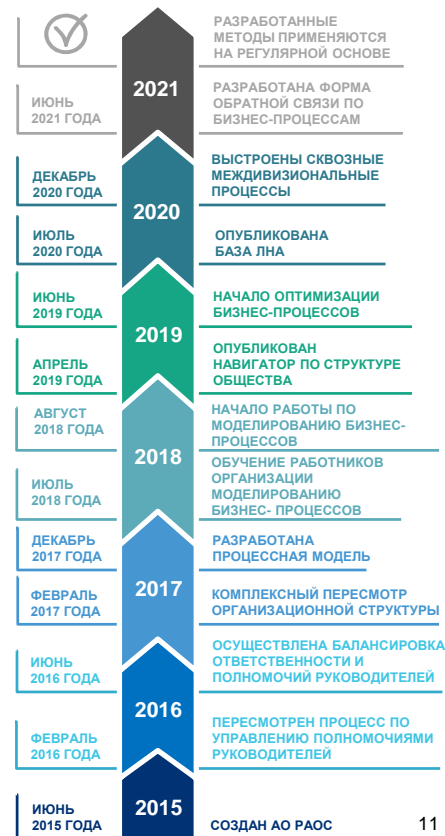 РАЗРАБОТАННЫЕ
МЕТОДЫ ПРИМЕНЯЮТСЯ
НА РЕГУЛЯРНОЙ ОСНОВЕ
2021
ИЮНЬ
2021 ГОДА
РАЗРАБОТАНА ФОРМА
ОБРАТНОЙ СВЯЗИ ПО
БИЗНЕС-ПРОЦЕССАМ
ДЕКАБРЬ
2020 ГОДА
ВЫСТРОЕНЫ СКВОЗНЫЕ
МЕЖДИВИЗИОНАЛЬНЫЕ
ПРОЦЕССЫ
2020
ИЮЛЬ
2020 ГОДА
ОПУБЛИКОВАНА
БАЗА ЛНА
ИЮНЬ
2019 ГОДА
НАЧАЛО ОПТИМИЗАЦИИ
БИЗНЕС-ПРОЦЕССОВ
2019
АПРЕЛЬ
2019 ГОДА
ОПУБЛИКОВАН
НАВИГАТОР ПО СТРУКТУРЕ
ОБЩЕСТВА
АВГУСТ
2018 ГОДА
НАЧАЛО РАБОТЫ ПО
МОДЕЛИРОВАНИЮ БИЗНЕС-
ПРОЦЕССОВ
2018
ИЮЛЬ
2018 ГОДА
ОБУЧЕНИЕ РАБОТНИКОВ
ОРГАНИЗАЦИИ
МОДЕЛИРОВАНИЮ
БИЗНЕС- ПРОЦЕССОВ
ДЕКАБРЬ
2017 ГОДА
РАЗРАБОТАНА
ПРОЦЕССНАЯ МОДЕЛЬ
2017
ФЕВРАЛЬ
2017 ГОДА
КОМПЛЕКСНЫЙ ПЕРЕСМОТР
ОРГАНИЗАЦИОННОЙ СТРУКТУРЫ
ИЮНЬ
2016 ГОДА
ОСУЩЕСТВЛЕНА БАЛАНСИРОВКА
ОТВЕТСТВЕННОСТИ И
ПОЛНОМОЧИЙ РУКОВОДИТЕЛЕЙ
2016
ФЕВРАЛЬ
2016 ГОДА
ПЕРЕСМОТРЕН ПРОЦЕСС ПО
УПРАВЛЕНИЮ ПОЛНОМОЧИЯМИ
РУКОВОДИТЕЛЕЙ
2015
ИЮНЬ
2015 ГОДА
СОЗДАН АО РАОС
11